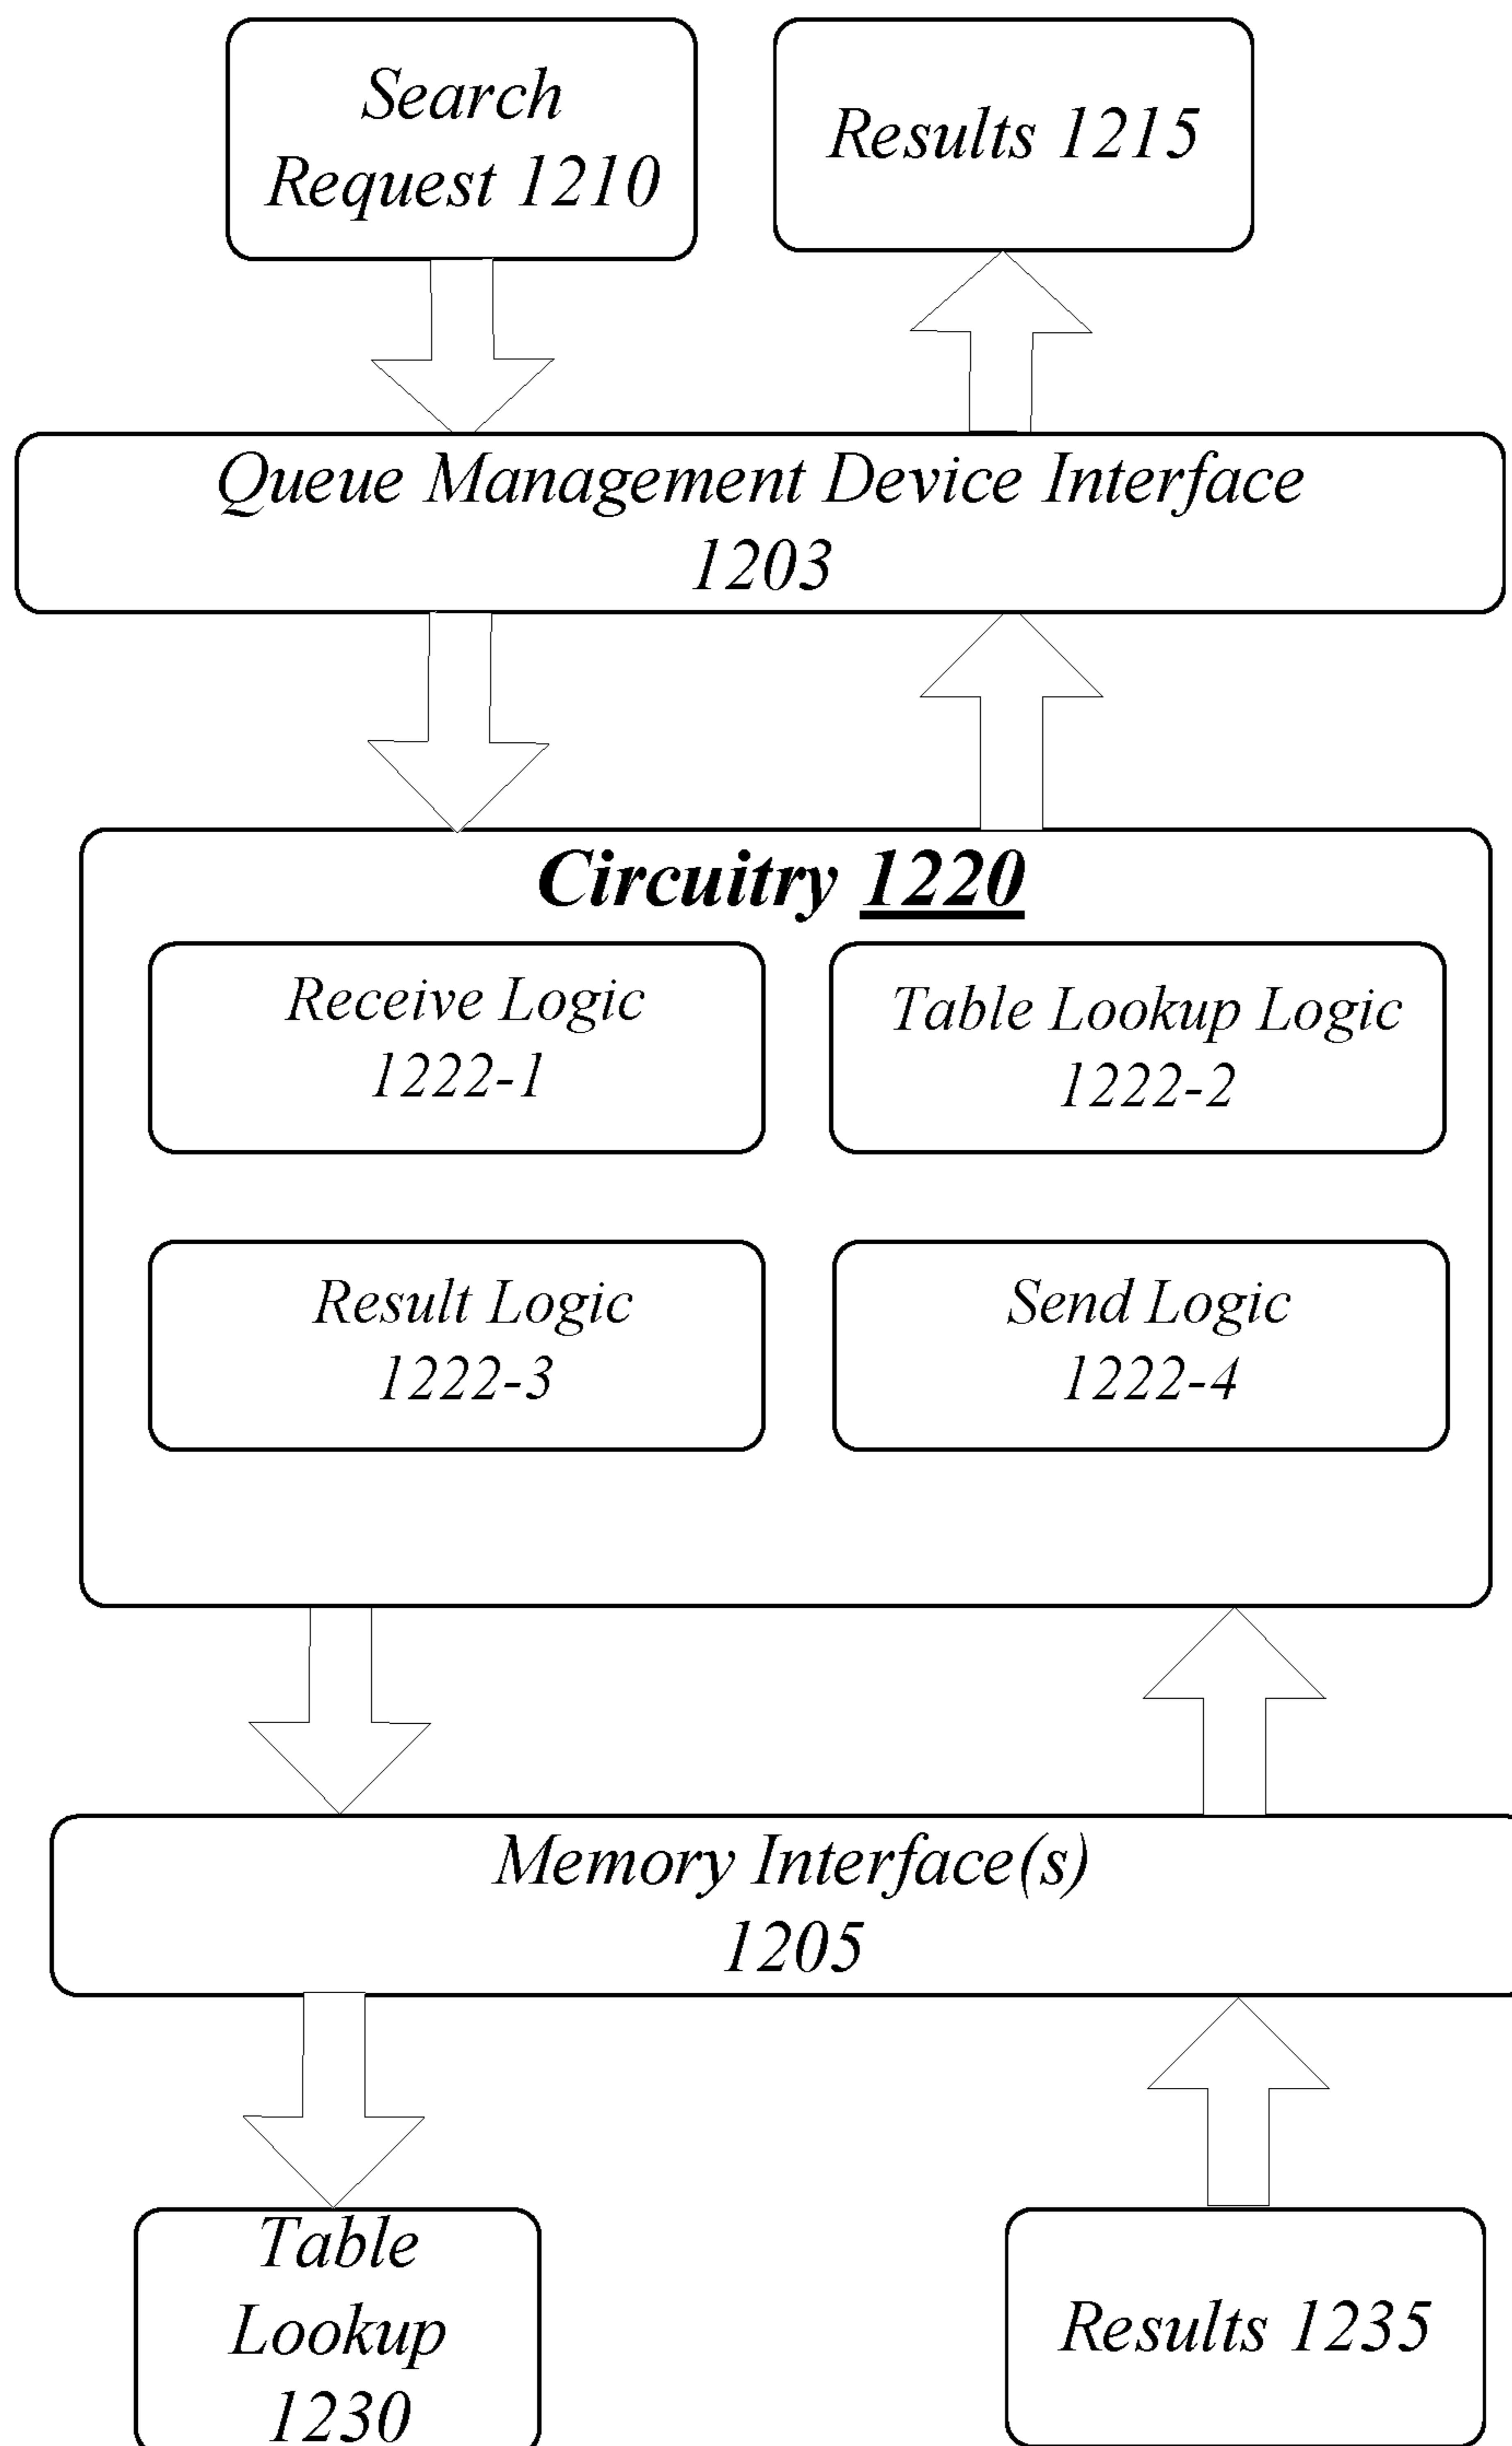 Search
Request 1210
Results 1215
Queue Management Device Interface
1203
Circuitry 1220
Receive Logic
1222-1
Table Lookup Logic
1222-2
Result Logic
1222-3
Send Logic
1222-4
Memory Interface(s)
1205
Table
Lookup
1230
Results 1235